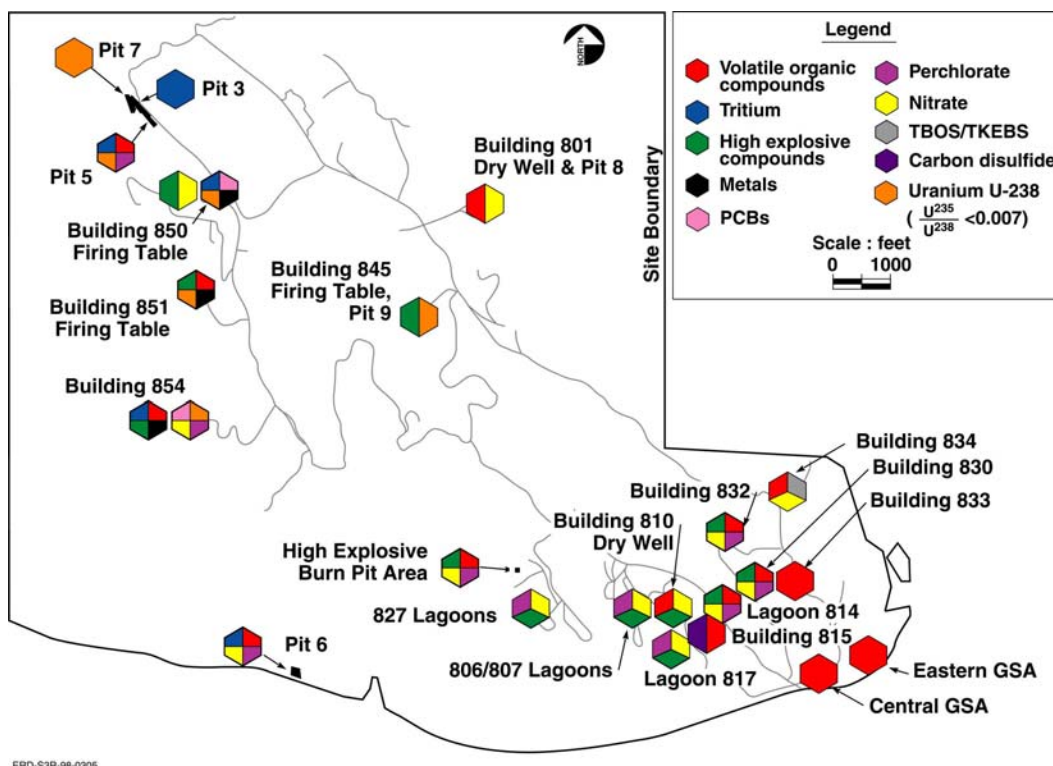 Pit 7
Pit 3
Pit 5
Building 850
Firing Table
Building 851
Firing Table
Building 854
Building 801
Dry Well & Pit 8
Building 845
Firing Table,
Pit 9
NORTH
Site Boundary
Legend
Volatile organic
compounds
Tritium
High explosive
compounds
Metals
PCBs
Perchlorate
Nitrate
TBOS/TKEBS
Carbon disulfide
Uranium U-238
( U235
U238 <0.007)
Scale : feet
0 1000
Building 834
Building 830
Building 833
Building 832
Building 810
Dry Well
High Explosive
Burn Pit Area
827 Lagoons
806/807 Lagoons
Lagoon 814
Building 815
Lagoon 817
Pit 6
Eastern GSA
Central GSA
ERD-S3R-98-0305